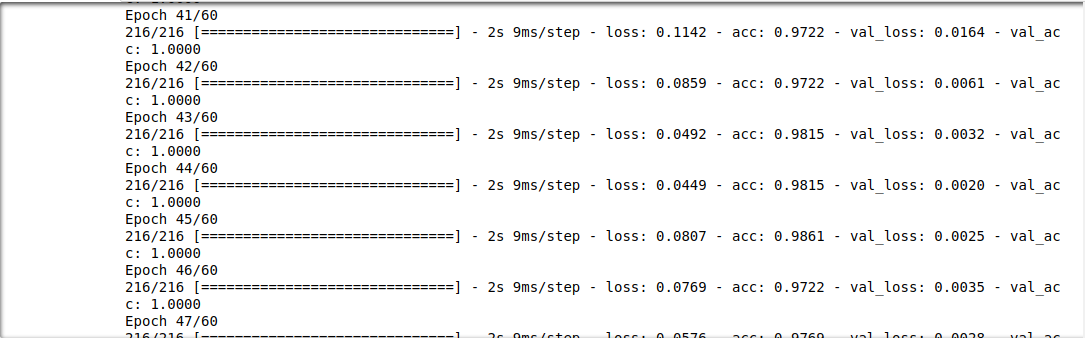 Epoch 41/60
216/216 [==============================] - 2s 9ms/step - loss: 0.1142 - acc: 0.9722 - val_loss: 0.0164 - val_ac
c: 1.0000
Epoch 42/60
216/216 [==============================] - 2s 9ms/step - loss: 0.0859 - acc: 0.9722 - val_loss: 0.0061 - val_ac
c: 1.0000
Epoch 43/60
216/216 [==============================] - 2s 9ms/step - loss: 0.0492 - acc: 0.9815 - val_loss: 0.0032 - val_ac
c: 1.0000
Epoch 44/60
216/216 [==============================] - 2s 9ms/step - loss: 0.0449 - acc: 0.9815 - val_loss: 0.0020 - val_ac
c: 1.0000
Epoch 45/60
216/216 [==============================] - 2s 9ms/step - loss: 0.0807 - acc: 0.9861 - val_loss: 0.0025 - val_ac
c: 1.0000
Epoch 46/60
216/216 [==============================] - 2s 9ms/step - loss: 0.0769 - acc: 0.9722 - val_loss: 0.0035 - val_ac
c: 1.0000
Epoch 47/60
216/216 [==============================] - 2s 9ms/step - loss: 0.0576 - acc: 0.9769 - val_loss: 0.0028 - val_ac